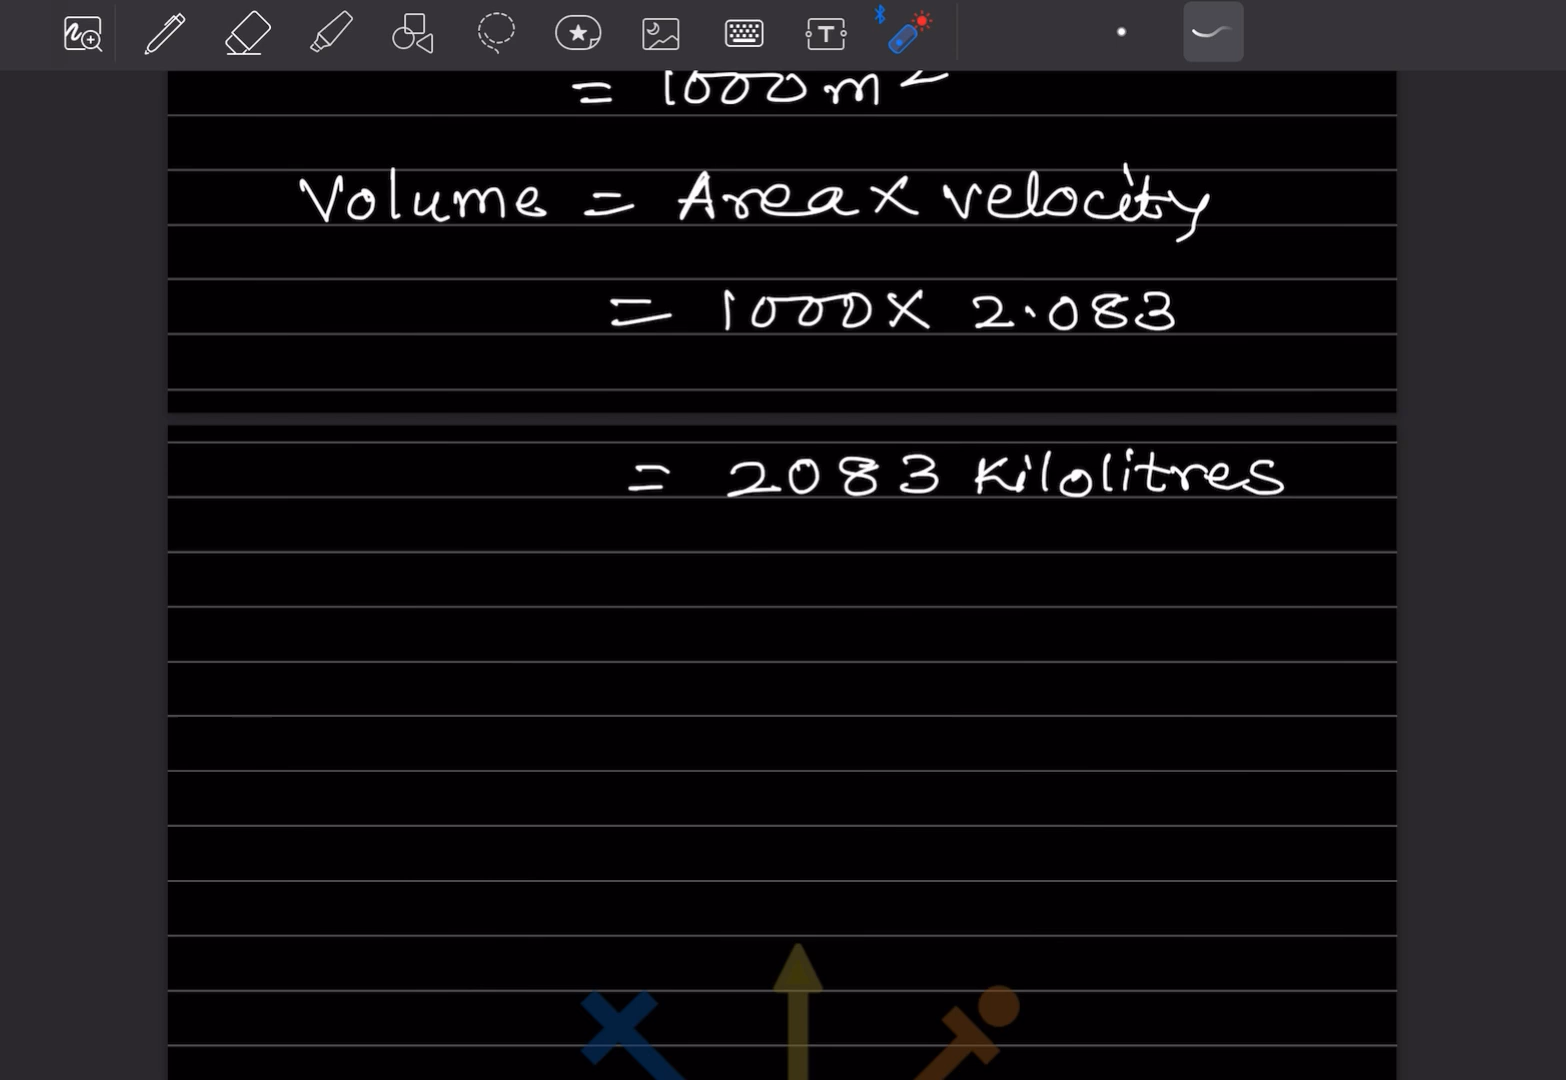 = 1000 m²
Volume = Area × velocity
= 1000 × 2.083
= 2083 Kilolitres